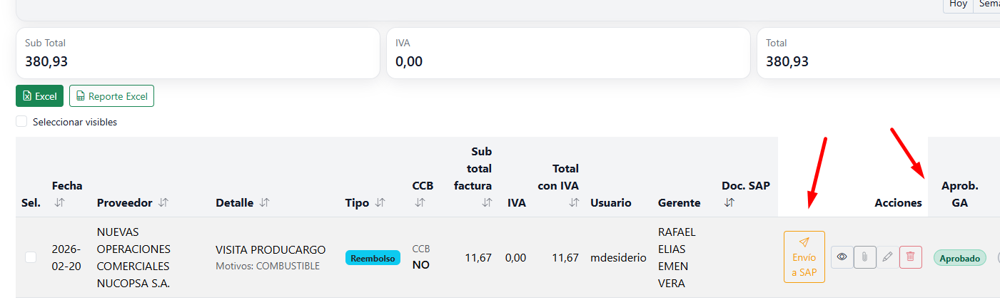 Hoy
Sema
Sub Total
380,93
IVA
0,00
Total
380,93
Excel
Reporte Excel
Seleccionar visibles
Sel.
Fecha
Proveedor
Detalle
Tipo
CCB
Sub
total
factura
IVA
Total
con IVA
Usuario
Gerente
Doc. SAP
Acciones
Aprob.
GA
2026-
02-20
NUEVAS
OPERACIONES
COMERCIALES
NUCOPSA S.A.
VISITA PRODUCARGO
Motivos: COMBUSTIBLE
Reembolso
CCB
NO
11,67
0,00
11,67
mdesiderio
RAFAEL
ELIAS
EMEN
VERA
Envío
a SAP
Aprobado